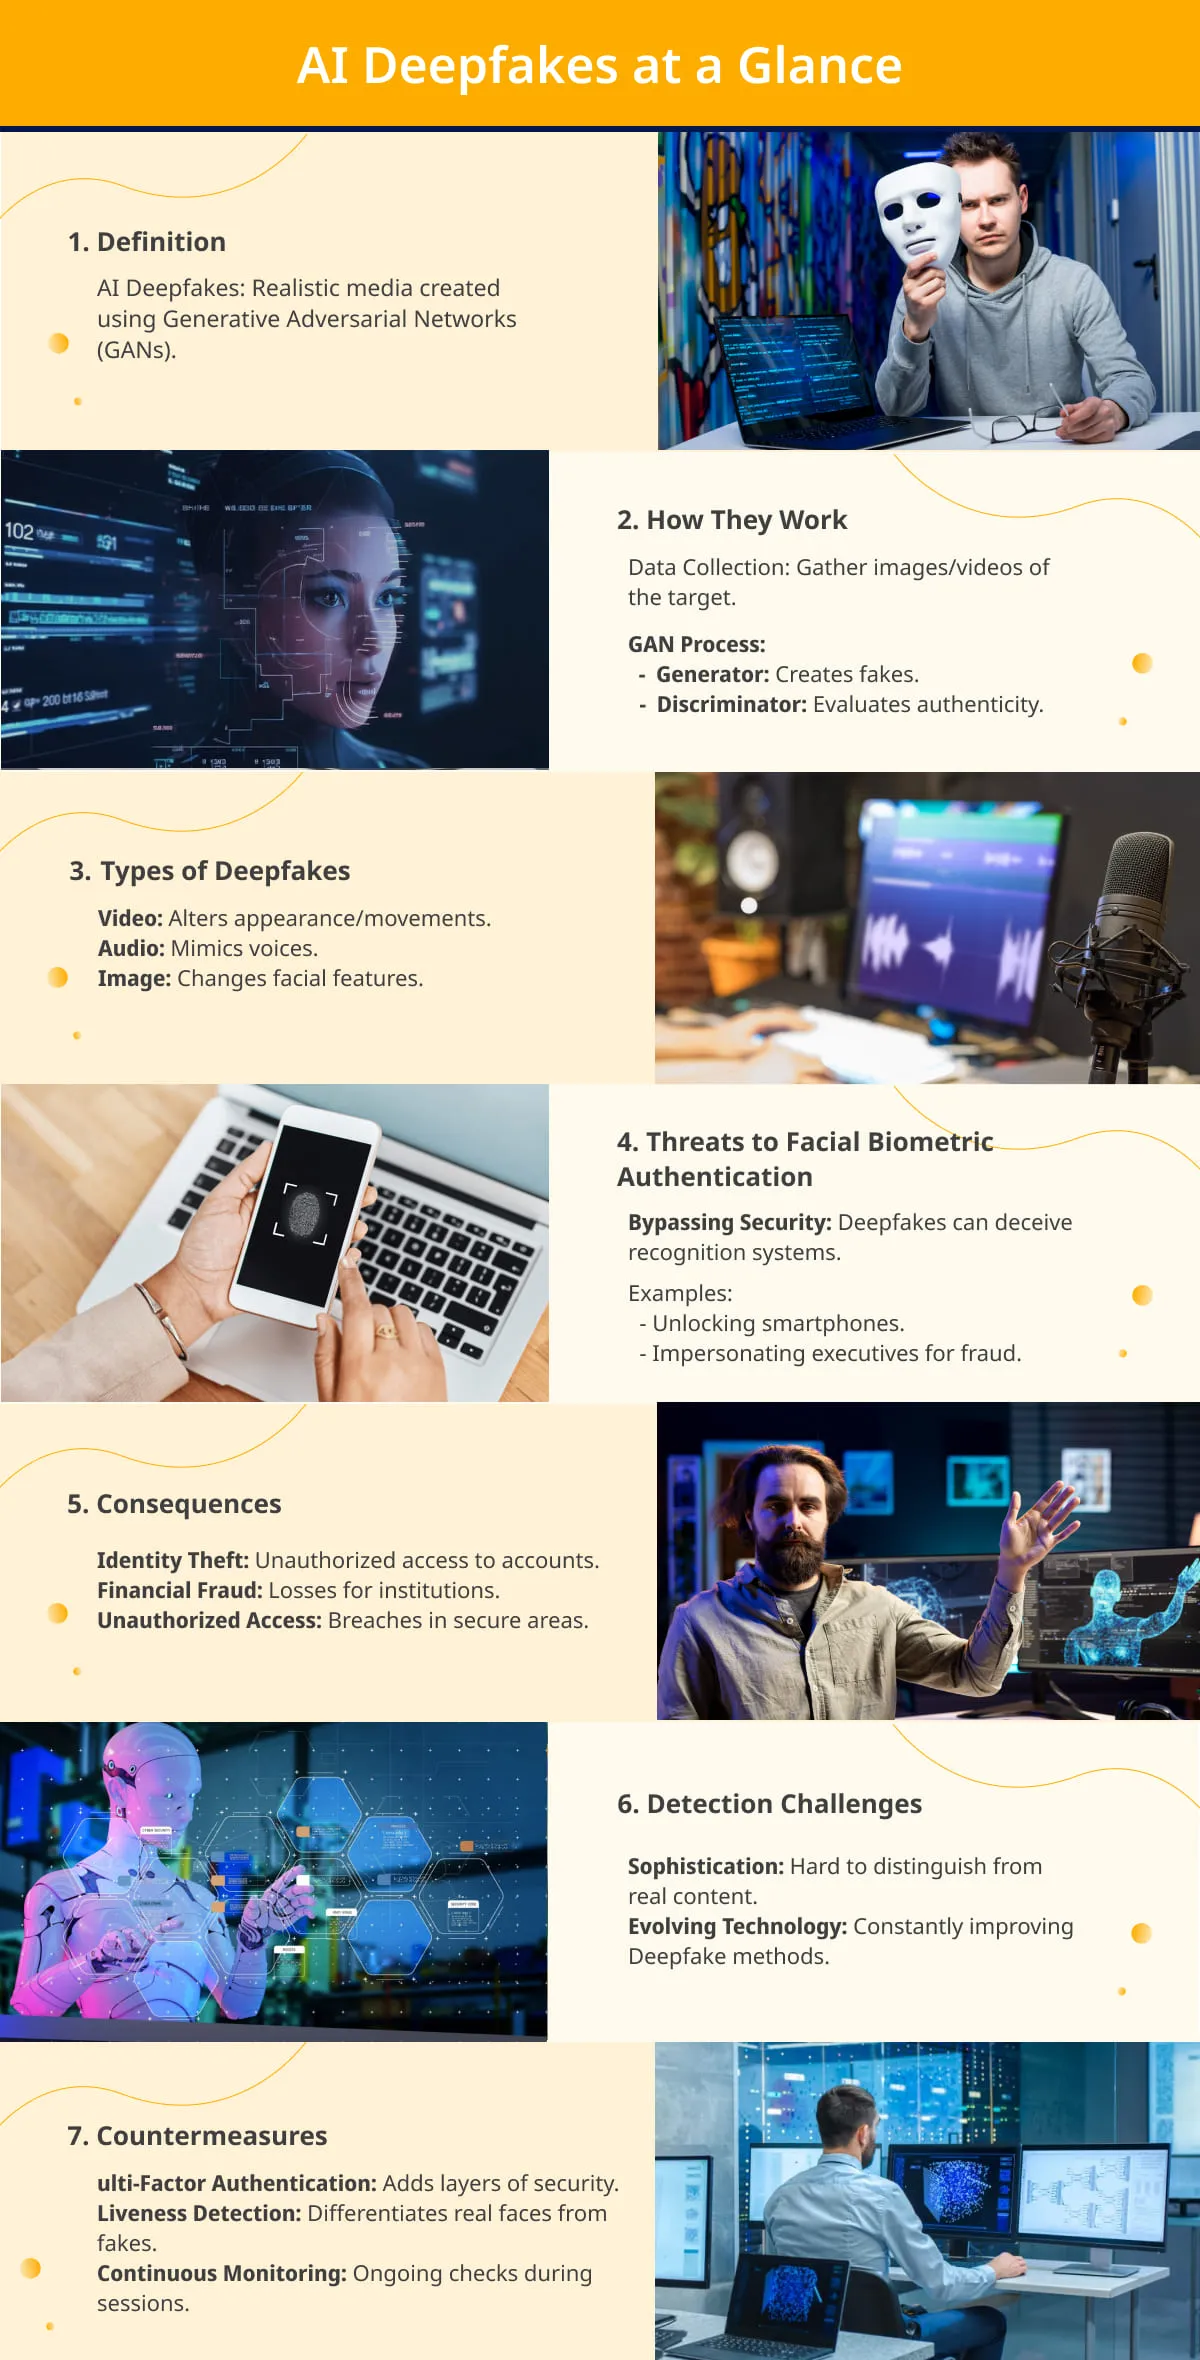 AI Deepfakes at a Glance
1. Definition
AI Deepfakes: Realistic media created
using Generative Adversarial Networks
(GANs).
102
2. How They Work
Data Collection: Gather images/videos of
the target.
GAN Process:
- Generator: Creates fakes.
- Discriminator: Evaluates authenticity.
3. Types of Deepfakes
Video: Alters appearance/movements.
Audio: Mimics voices.
Image: Changes facial features.
4. Threats to Facial Biometric
Authentication
Bypassing Security: Deepfakes can deceive
recognition systems.
Examples:
- Unlocking smartphones.
- Impersonating executives for fraud.
5. Consequences
Identity Theft: Unauthorized access to accounts.
Financial Fraud: Losses for institutions.
Unauthorized Access: Breaches in secure areas.
6. Detection Challenges
Sophistication: Hard to distinguish from
real content.
Evolving Technology: Constantly improving
Deepfake methods.
7. Countermeasures
ulti-Factor Authentication: Adds layers of security.
Liveness Detection: Differentiates real faces from
fakes.
Continuous Monitoring: Ongoing checks during
sessions.